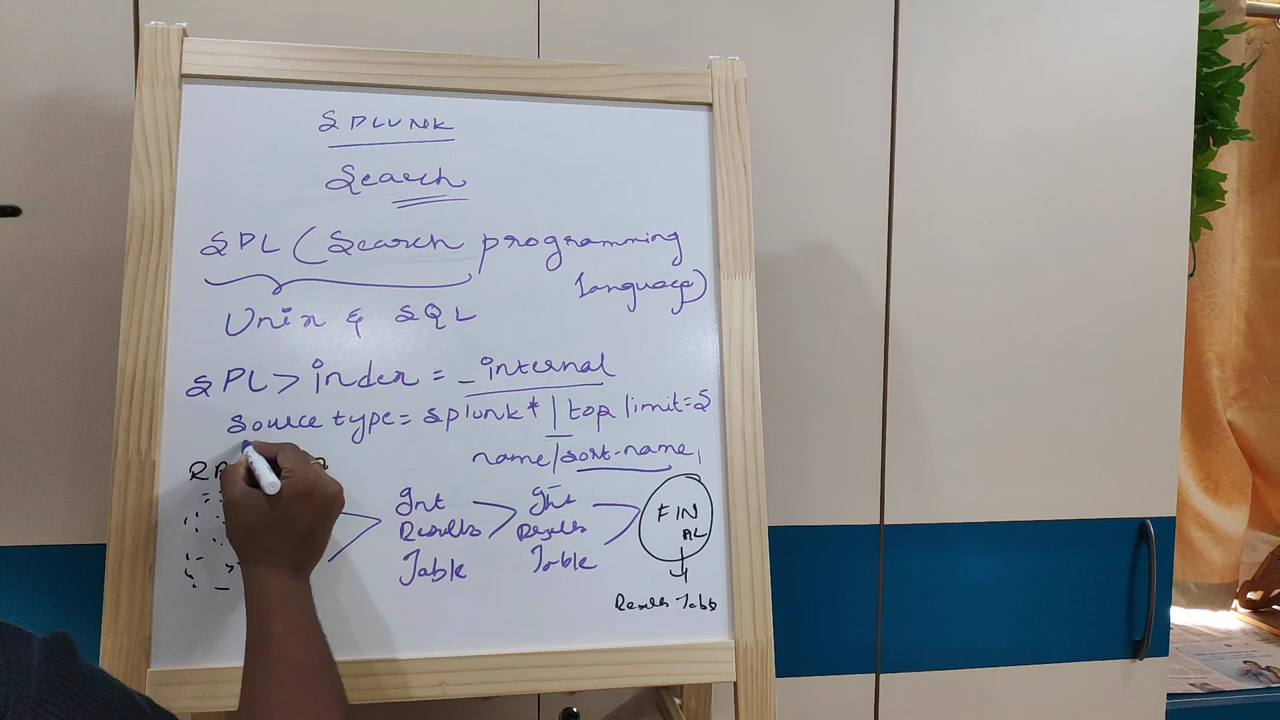 SPLUNK
Search
SPL (Search programming
language)
Unix & SQL
SPL > index = _internal
source type = splunk* | top limit=5
name/sort-name,
Int Int
Results Results
Table Table
FIN
AL
Results Table